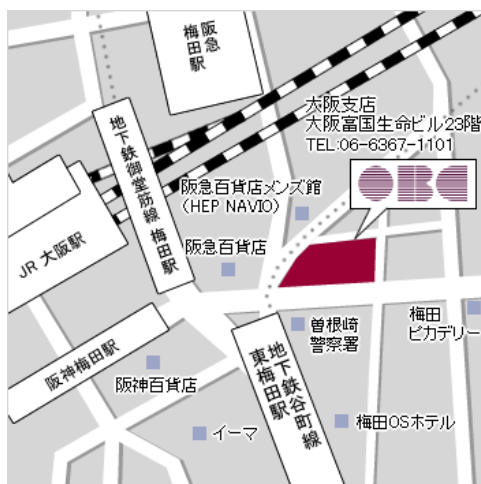 阪急
梅田駅
大阪支店
大阪富国生命ビル23階
TEL:06-6367-1101
OBC
地下鉄御堂筋線 梅田駅
阪急百貨店メンズ館
(HEP NAVIO)
阪急百貨店
JR 大阪駅
阪神梅田駅
阪神百貨店
曽根崎
警察署
梅田
ピカデリー
地下鉄谷町線
東梅田駅
イーマ
梅田OSホテル